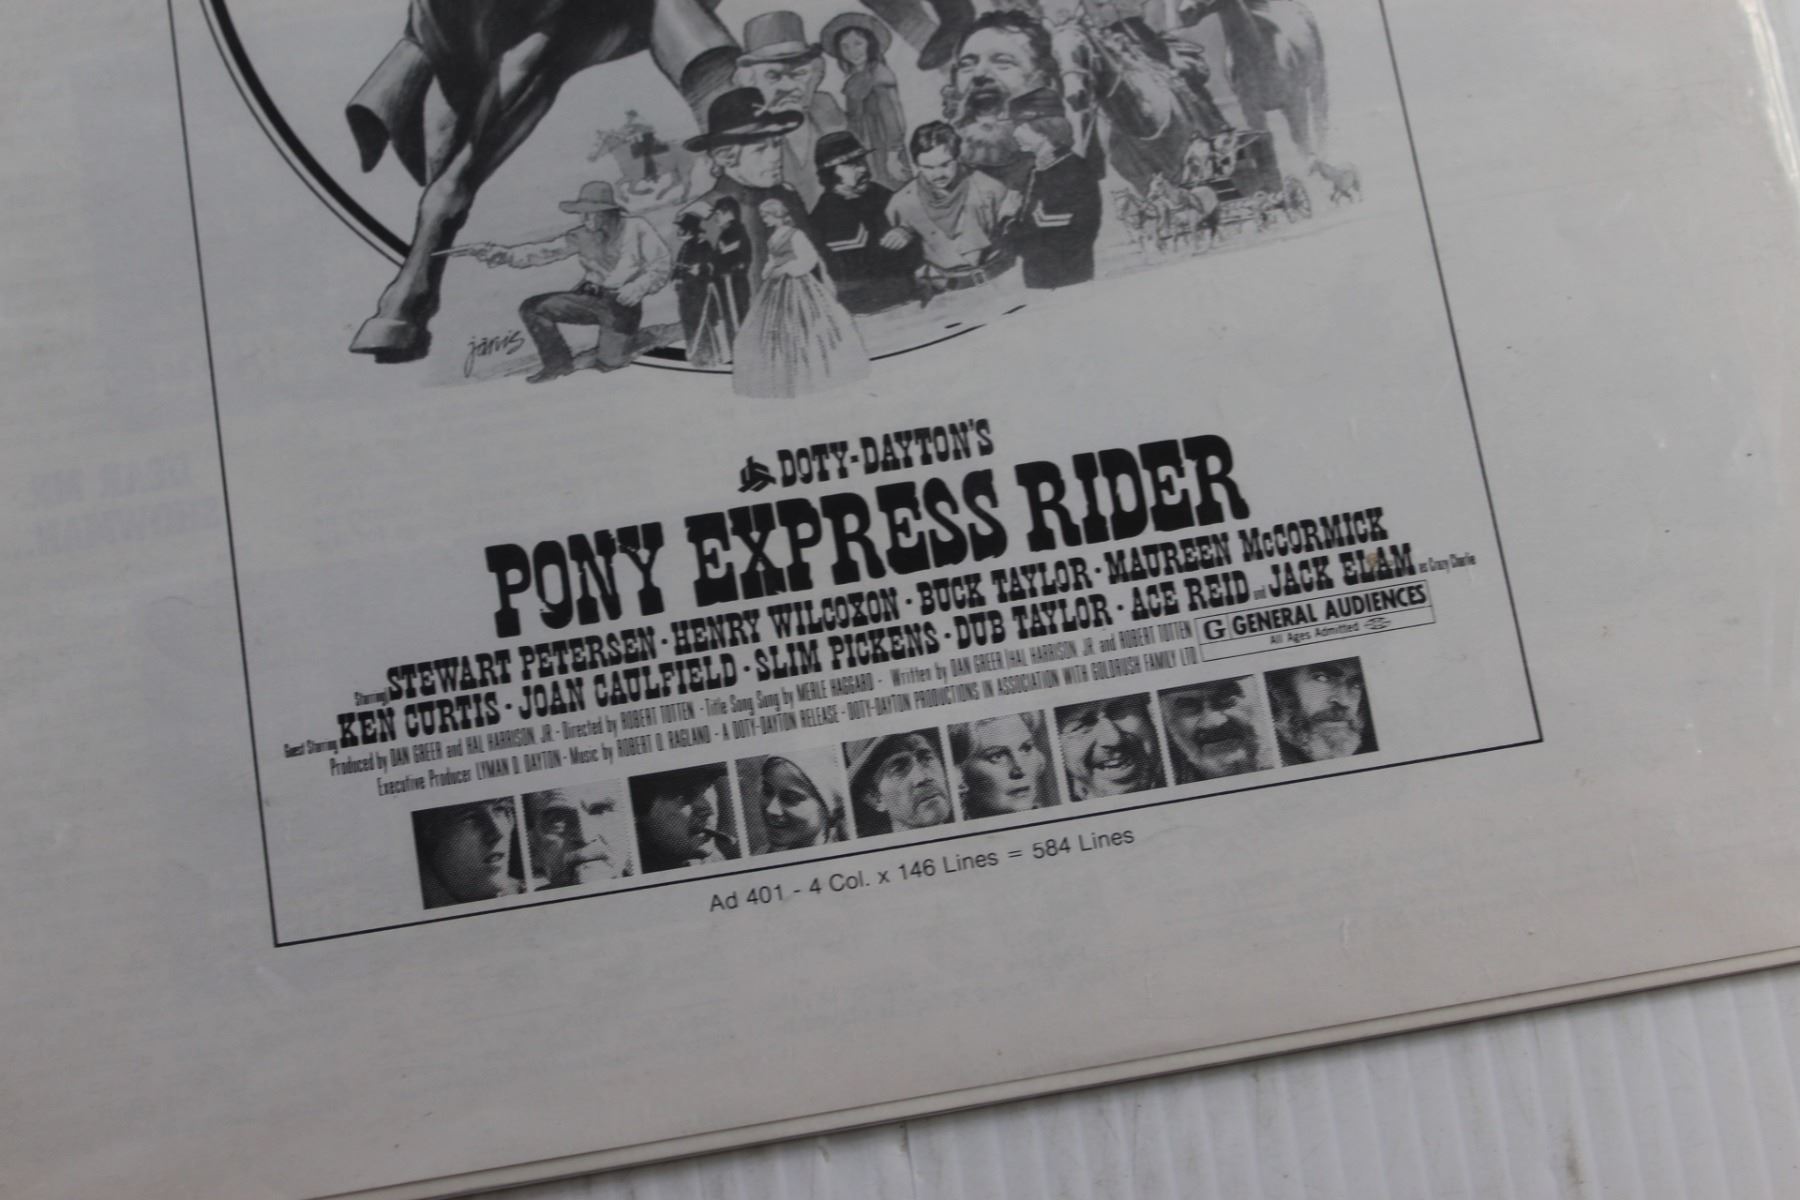 jarvis
DOTY-DAYTON'S
PONY EXPRESS RIDER
Starring STEWART PETERSEN · HENRY WILCOXON · BUCK TAYLOR · MAUREEN McCORMICK
Guest Starring KEN CURTIS · JOAN CAULFIELD · SLIM PICKENS · DUB TAYLOR · ACE REID and JACK ELAM as Crazy Charlie
Produced by DAN GREER and HAL HARRISON, JR. · Directed by ROBERT TOTTEN · Title Song Sung by MERLE HAGGARD · Written by DAN GREER/HAL HARRISON, JR. and ROBERT TOTTEN
Executive Producer LYMAN D. DAYTON · Music by ROBERT O. RAGLAND · A DOTY-DAYTON RELEASE · DOTY-DAYTON PRODUCTIONS IN ASSOCIATION WITH GOLDRUSH FAMILY LTD.
G GENERAL AUDIENCES
All Ages Admitted
Ad 401 - 4 Col. x 146 Lines = 584 Lines
DEAR MR.
SHOWMAN...